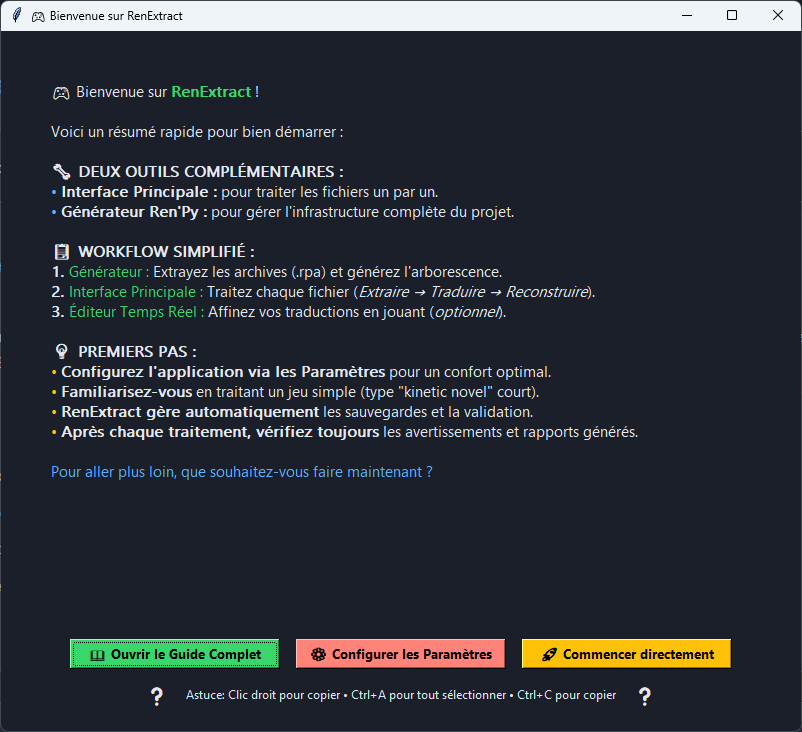 Bienvenue sur RenExtract
Bienvenue sur RenExtract !
Voici un résumé rapide pour bien démarrer :
DEUX OUTILS COMPLÉMENTAIRES :
• Interface Principale : pour traiter les fichiers un par un.
• Générateur Ren'Py : pour gérer l'infrastructure complète du projet.
WORKFLOW SIMPLIFIÉ :
1. Générateur : Extrayez les archives (.rpa) et générez l'arborescence.
2. Interface Principale : Traitez chaque fichier (Extraire → Traduire → Reconstruire).
3. Éditeur Temps Réel : Affinez vos traductions en jouant (optionnel).
PREMIERS PAS :
• Configurez l'application via les Paramètres pour un confort optimal.
• Familiarisez-vous en traitant un jeu simple (type "kinetic novel" court).
• RenExtract gère automatiquement les sauvegardes et la validation.
• Après chaque traitement, vérifiez toujours les avertissements et rapports générés.
Pour aller plus loin, que souhaitez-vous faire maintenant ?
Ouvrir le Guide Complet
Configurer les Paramètres
Commencer directement
? Astuce: Clic droit pour copier • Ctrl+A pour tout sélectionner • Ctrl+C pour copier ?